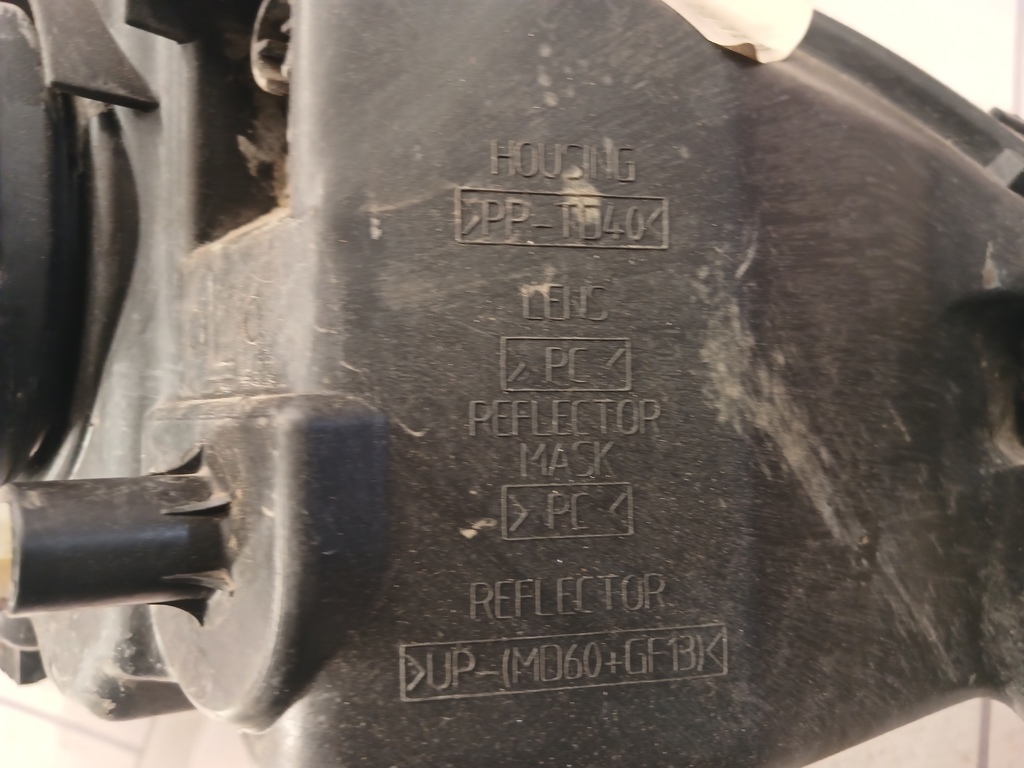 HOUSING
>PP-TD40<
LENS
>PC<
REFLECTOR
MASK
>PC<
REFLECTOR
>UP-(MD60+GF13)<